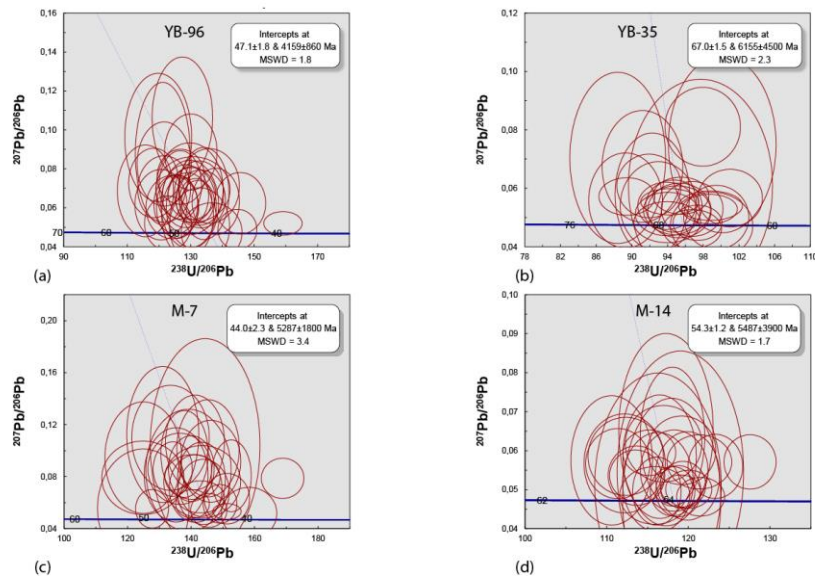 YB-96
Intercepts at
47.1±1.8 & 4159±860 Ma
MSWD = 1.8
0,16
0,14
0,12
0,10
0,08
0,06
0,04
207Pb/206Pb
70
60
50
40
90
110
130
150
170
238U/206Pb
(a)
YB-35
Intercepts at
67.0±1.5 & 6155±4500 Ma
MSWD = 2.3
0,12
0,10
0,08
0,06
0,04
207Pb/206Pb
76
68
60
78
82
86
90
94
98
102
106
110
238U/206Pb
(b)
M-7
Intercepts at
44.0±2.3 & 5287±1800 Ma
MSWD = 3.4
0,20
0,16
0,12
0,08
0,04
207Pb/206Pb
60
50
40
100
120
140
160
180
238U/206Pb
(c)
M-14
Intercepts at
54.3±1.2 & 5487±3900 Ma
MSWD = 1.7
0,10
0,09
0,08
0,07
0,06
0,05
0,04
207Pb/206Pb
62
54
100
110
120
130
238U/206Pb
(d)